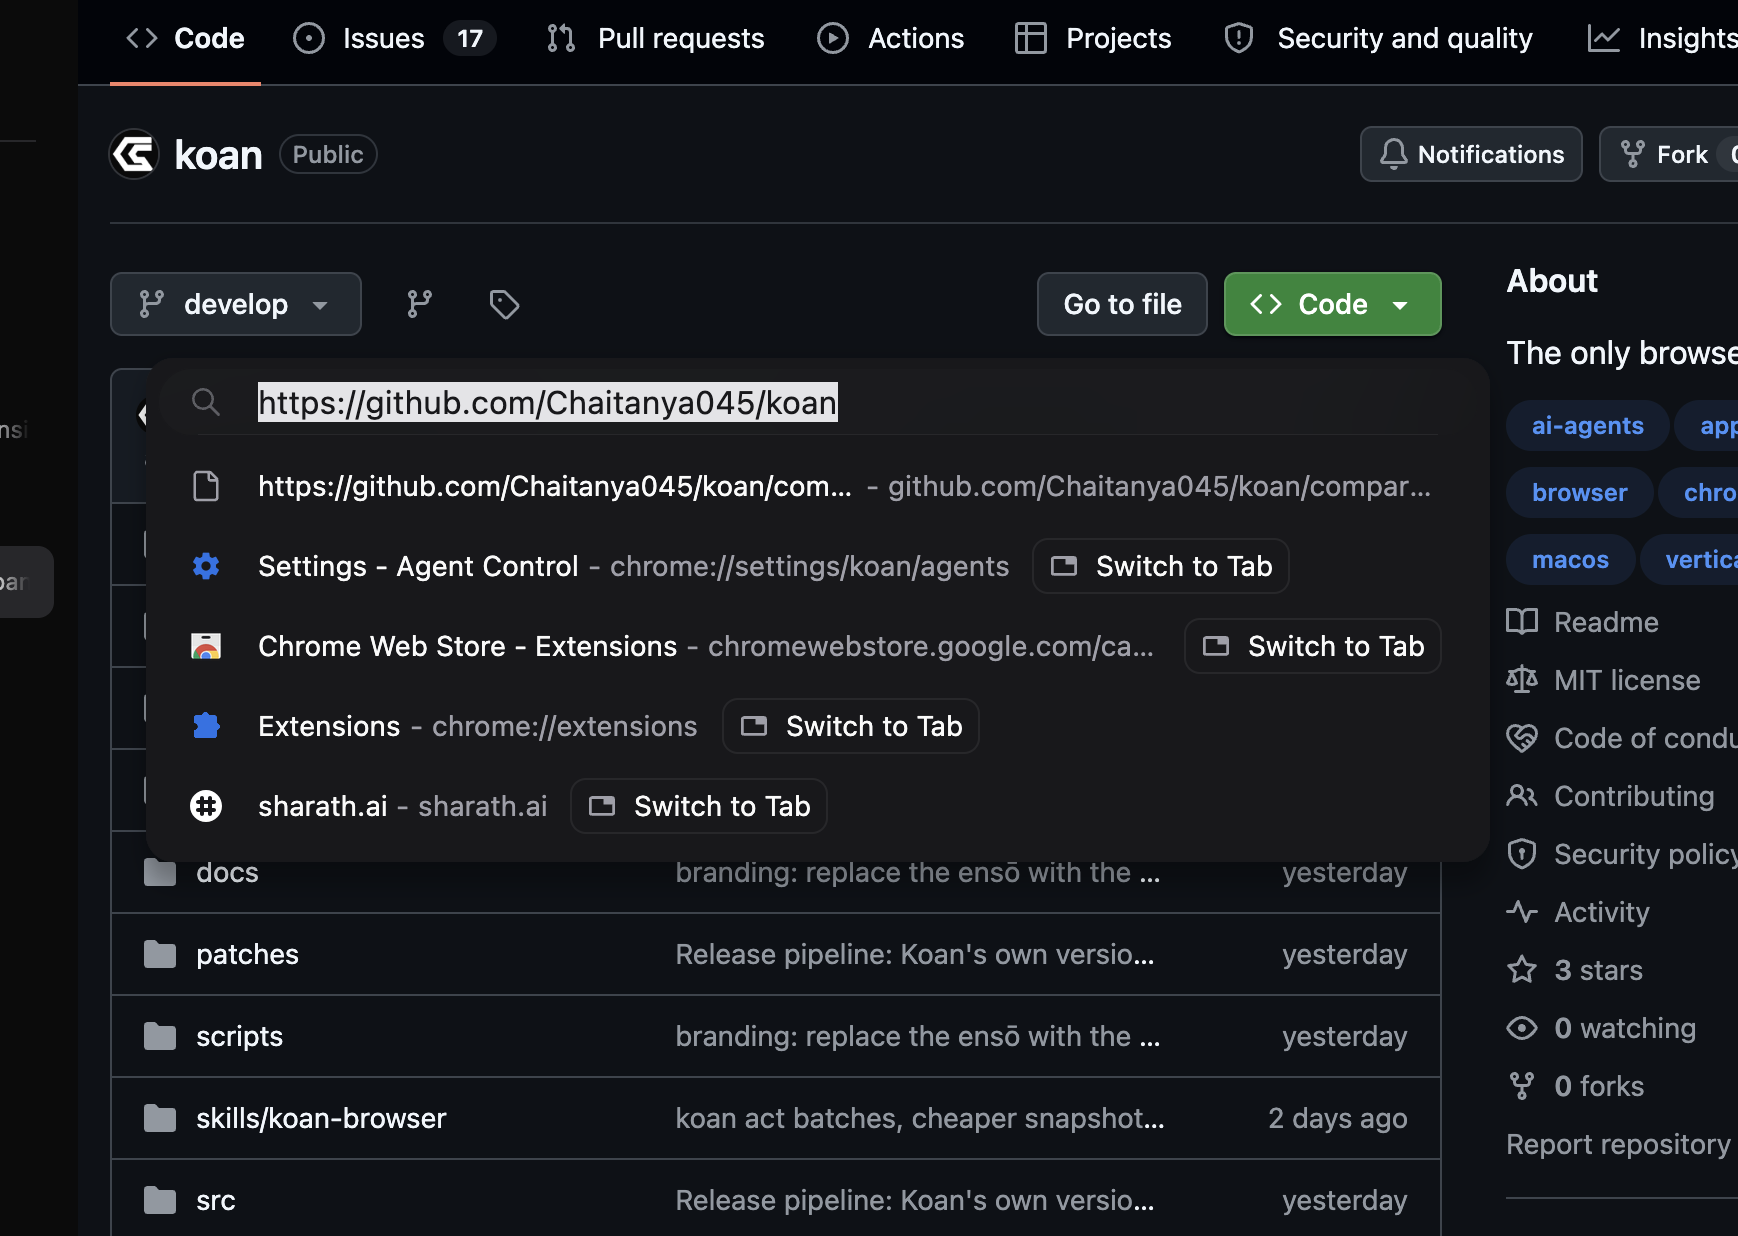 Code
Issues 17
Pull requests
Actions
Projects
Security and quality
Insights
koan Public
Notifications
Fork
develop
Go to file
Code
https://github.com/Chaitanya045/koan
https://github.com/Chaitanya045/koan/com... - github.com/Chaitanya045/koan/compar...
Settings - Agent Control - chrome://settings/koan/agents Switch to Tab
Chrome Web Store - Extensions - chromewebstore.google.com/ca... Switch to Tab
Extensions - chrome://extensions Switch to Tab
sharath.ai - sharath.ai Switch to Tab
docs branding: replace the ensō with the ... yesterday
patches Release pipeline: Koan's own versio... yesterday
scripts branding: replace the ensō with the ... yesterday
skills/koan-browser koan act batches, cheaper snapshot... 2 days ago
src Release pipeline: Koan's own versio... yesterday
About
The only browse
ai-agents app
browser chro
macos vertica
Readme
MIT license
Code of condu
Contributing
Security policy
Activity
3 stars
0 watching
0 forks
Report repository